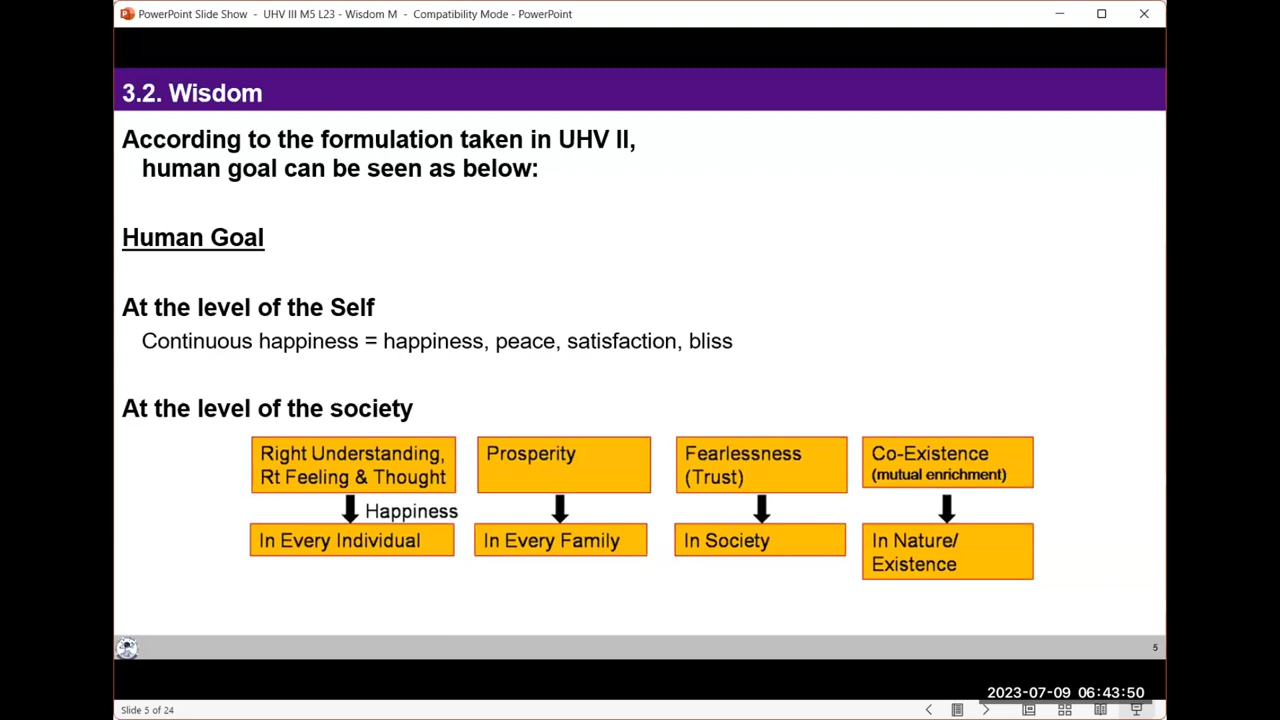 PowerPoint Slide Show - UHV III M5 L23 - Wisdom M - Compatibility Mode - PowerPoint
3.2. Wisdom
According to the formulation taken in UHV II,
human goal can be seen as below:
Human Goal
At the level of the Self
Continuous happiness = happiness, peace, satisfaction, bliss
At the level of the society
Right Understanding,
Rt Feeling & Thought
Happiness
In Every Individual
Prosperity
In Every Family
Fearlessness
(Trust)
In Society
Co-Existence
(mutual enrichment)
In Nature/
Existence
5
2023-07-09 06:43:50
Slide 5 of 24